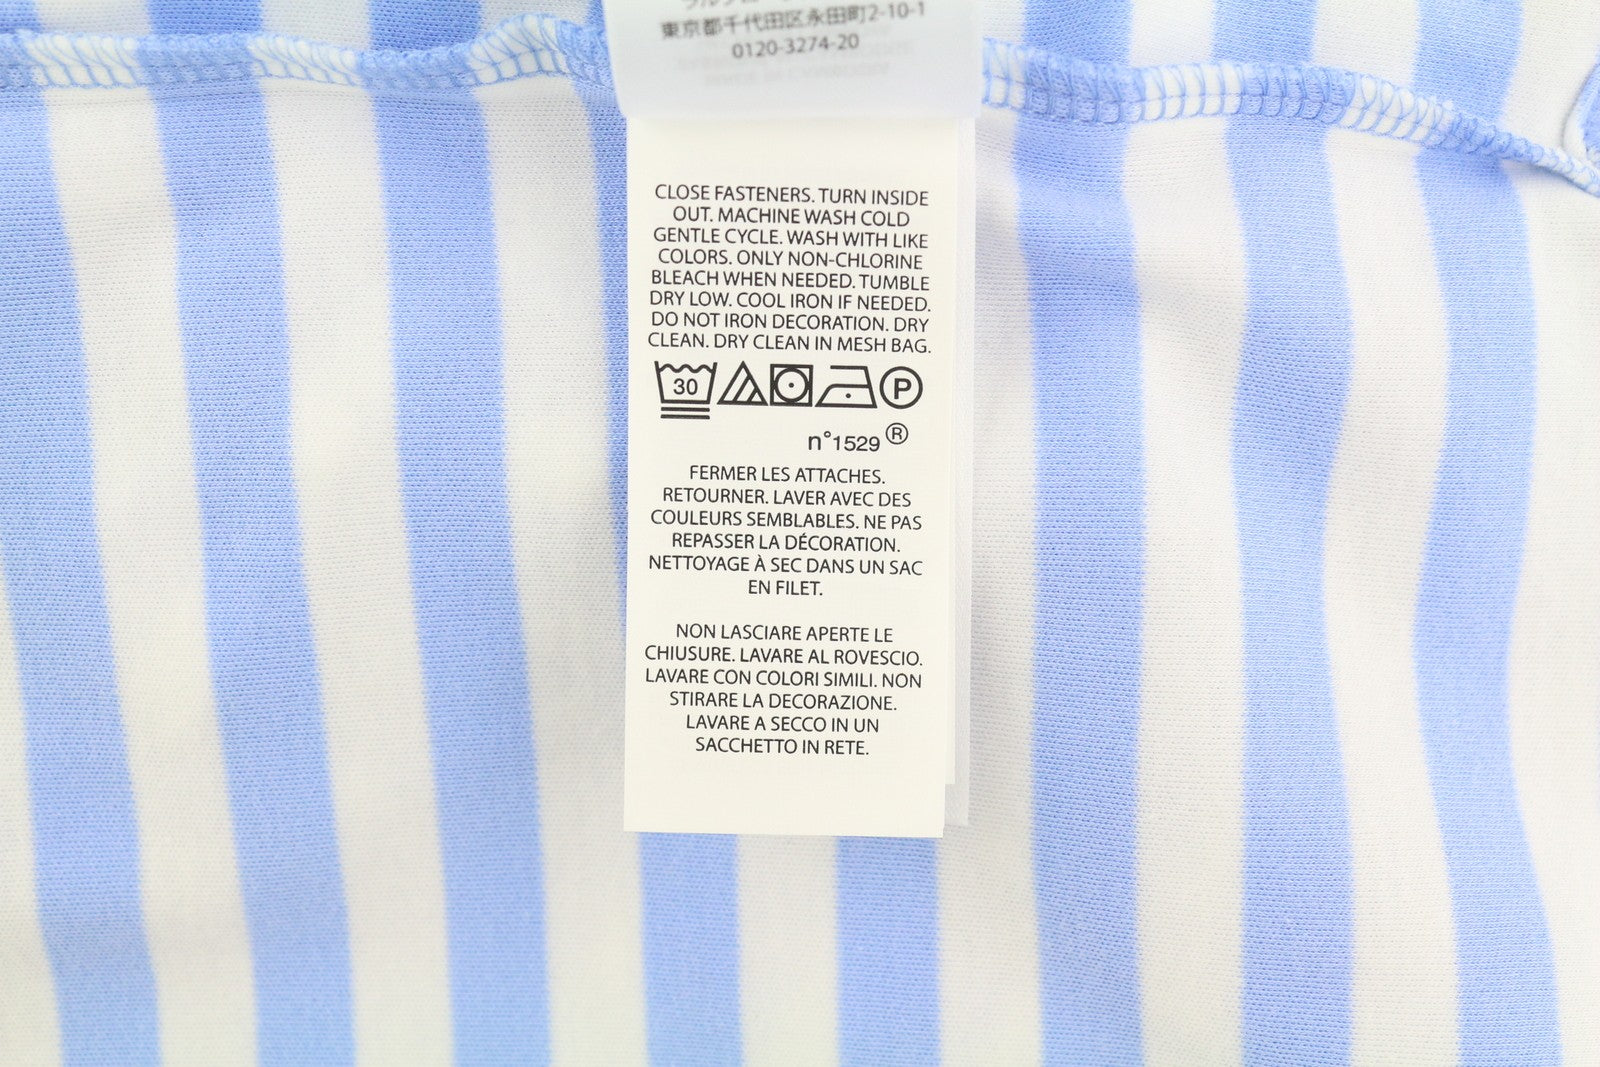 東京都千代田区永田町2-10-1
0120-3274-20
CLOSE FASTENERS. TURN INSIDE
OUT. MACHINE WASH COLD
GENTLE CYCLE. WASH WITH LIKE
COLORS. ONLY NON-CHLORINE
BLEACH WHEN NEEDED. TUMBLE
DRY LOW. COOL IRON IF NEEDED.
DO NOT IRON DECORATION. DRY
CLEAN. DRY CLEAN IN MESH BAG.
30 P
n°1529 ®
FERMER LES ATTACHES.
RETOURNER. LAVER AVEC DES
COULEURS SEMBLABLES. NE PAS
REPASSER LA DÉCORATION.
NETTOYAGE À SEC DANS UN SAC
EN FILET.
NON LASCIARE APERTE LE
CHIUSURE. LAVARE AL ROVESCIO.
LAVARE CON COLORI SIMILI. NON
STIRARE LA DECORAZIONE.
LAVARE A SECCO IN UN
SACCHETTO IN RETE.